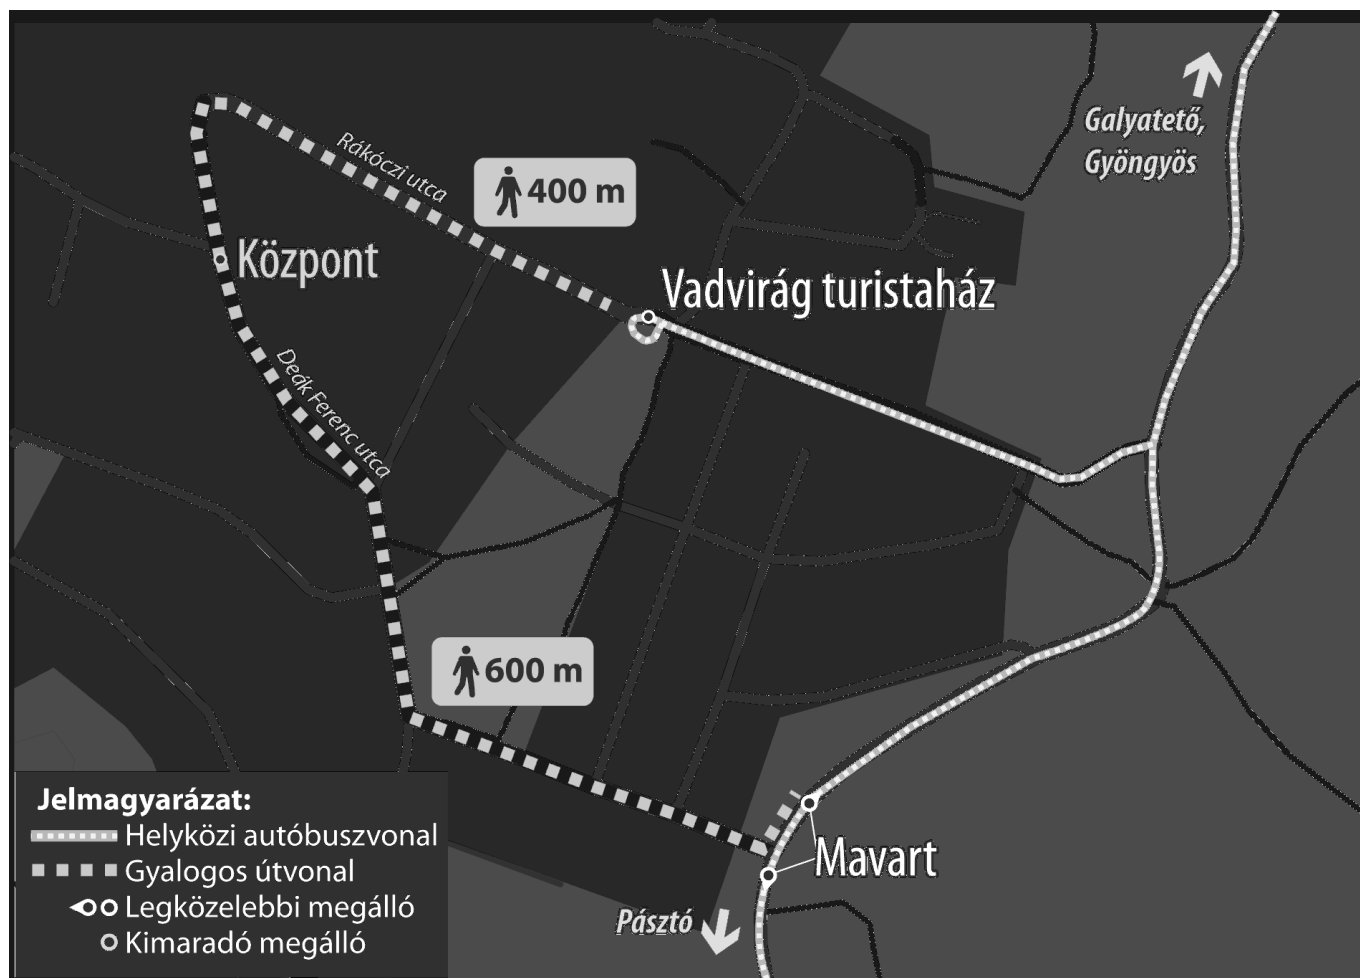 Galyatető,
Gyöngyös
Rákóczi utca
400 m
Központ
Vadvirág turistaház
Deák Ferenc utca
600 m
Mavart
Pásztó
Jelmagyarázat:
Helyközi autóbuszvonal
Gyalogos útvonal
Legközelebbi megálló
Kimaradó megálló